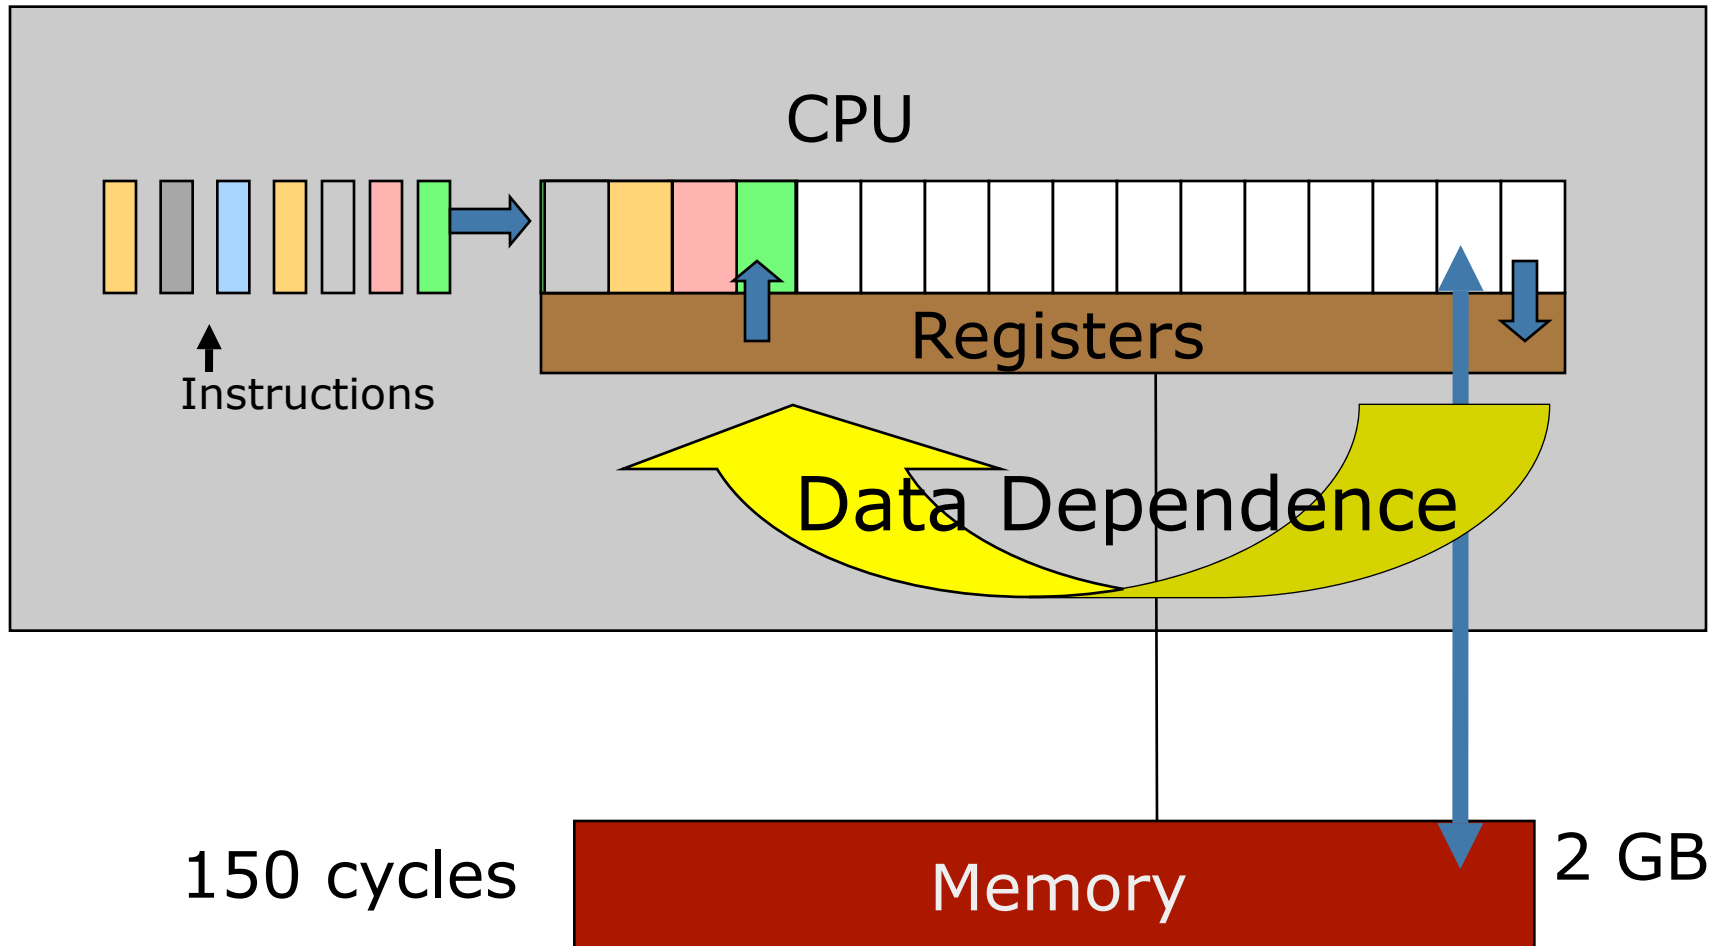 CPU
Registers
Instructions
Data Dependence
150 cycles
Memory
2 GB